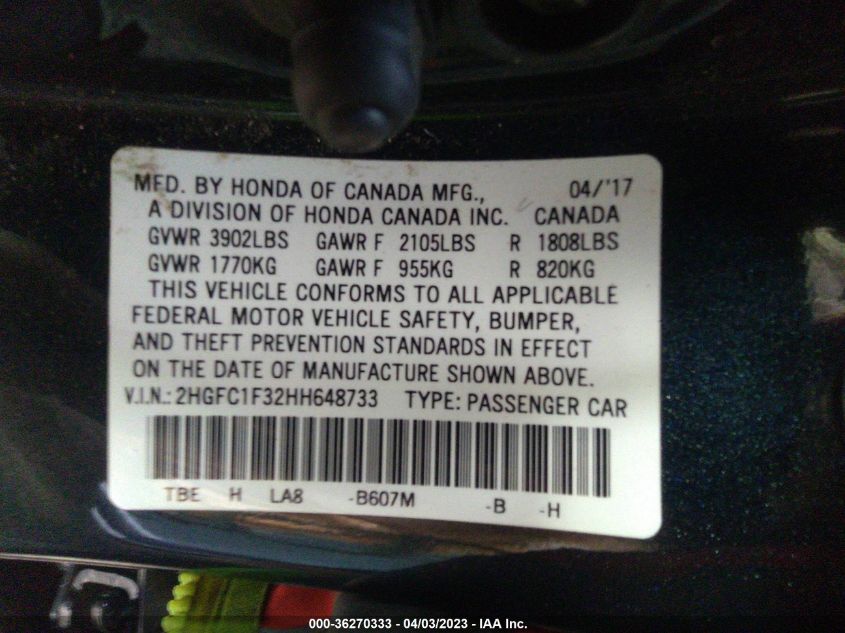 MFD. BY HONDA OF CANADA MFG., 04/'17
A DIVISION OF HONDA CANADA INC. CANADA
GVWR 3902LBS GAWR F 2105LBS R 1808LBS
GVWR 1770KG GAWR F 955KG R 820KG
THIS VEHICLE CONFORMS TO ALL APPLICABLE
FEDERAL MOTOR VEHICLE SAFETY, BUMPER,
AND THEFT PREVENTION STANDARDS IN EFFECT
ON THE DATE OF MANUFACTURE SHOWN ABOVE.
V.I.N.: 2HGFC1F32HH648733 TYPE: PASSENGER CAR
TBE H LA8 -B607M -B -H
000-36270333 - 04/03/2023 - IAA Inc.